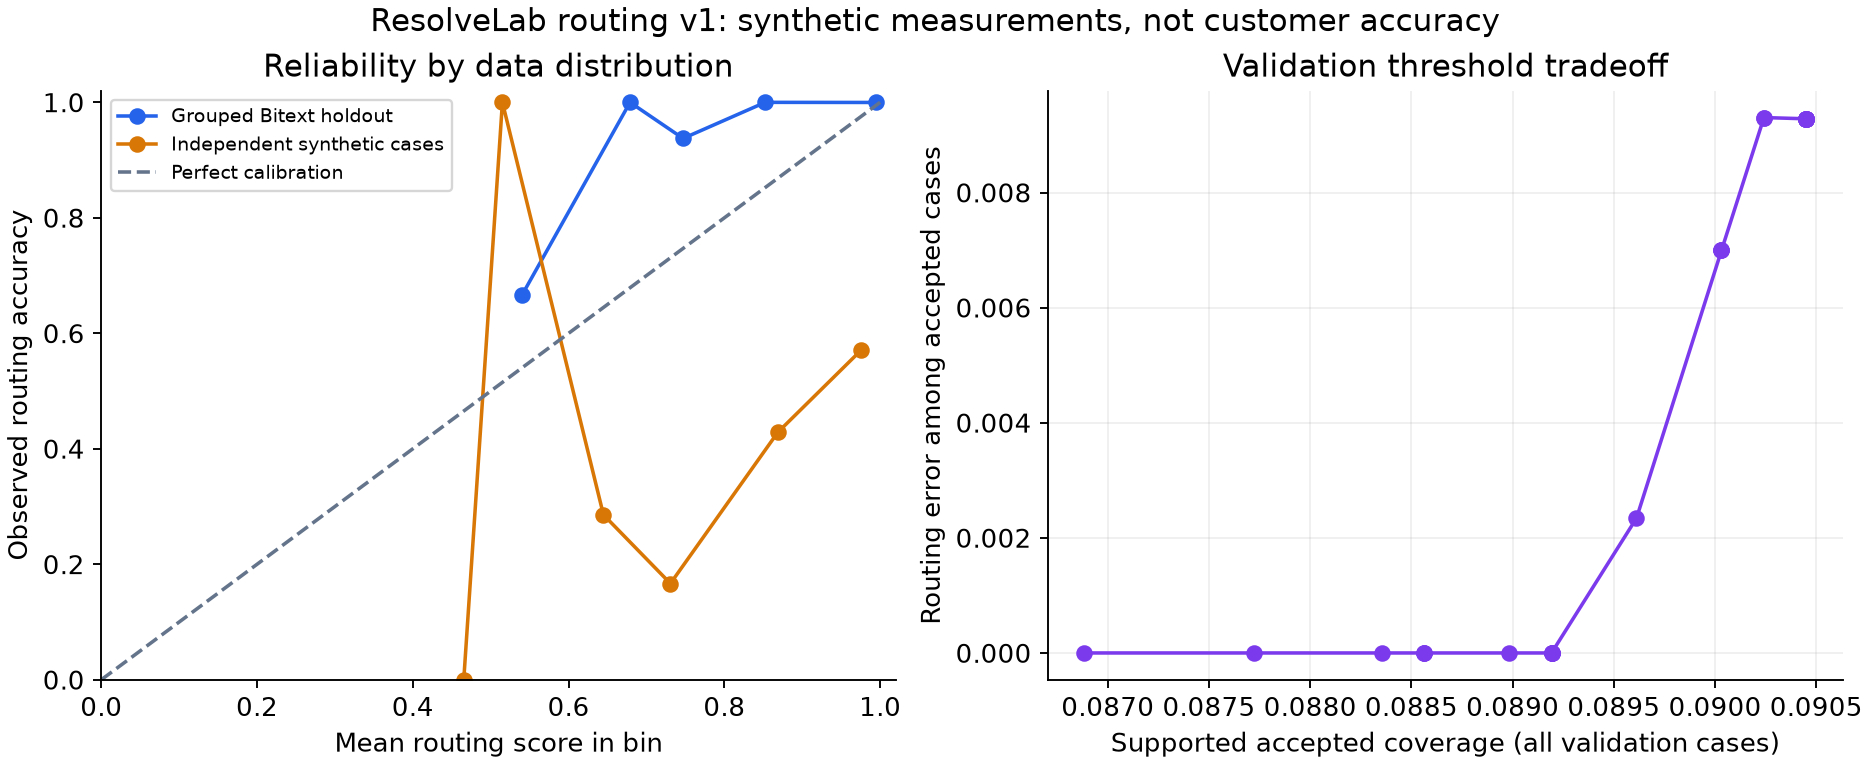 ResolveLab routing v1: synthetic measurements, not customer accuracy
Reliability by data distribution
Grouped Bitext holdout
Independent synthetic cases
Perfect calibration
Observed routing accuracy
1.0
0.8
0.6
0.4
0.2
0.0
0.0 0.2 0.4 0.6 0.8 1.0
Mean routing score in bin
Validation threshold tradeoff
Routing error among accepted cases
0.008
0.006
0.004
0.002
0.000
0.0870 0.0875 0.0880 0.0885 0.0890 0.0895 0.0900 0.0905
Supported accepted coverage (all validation cases)